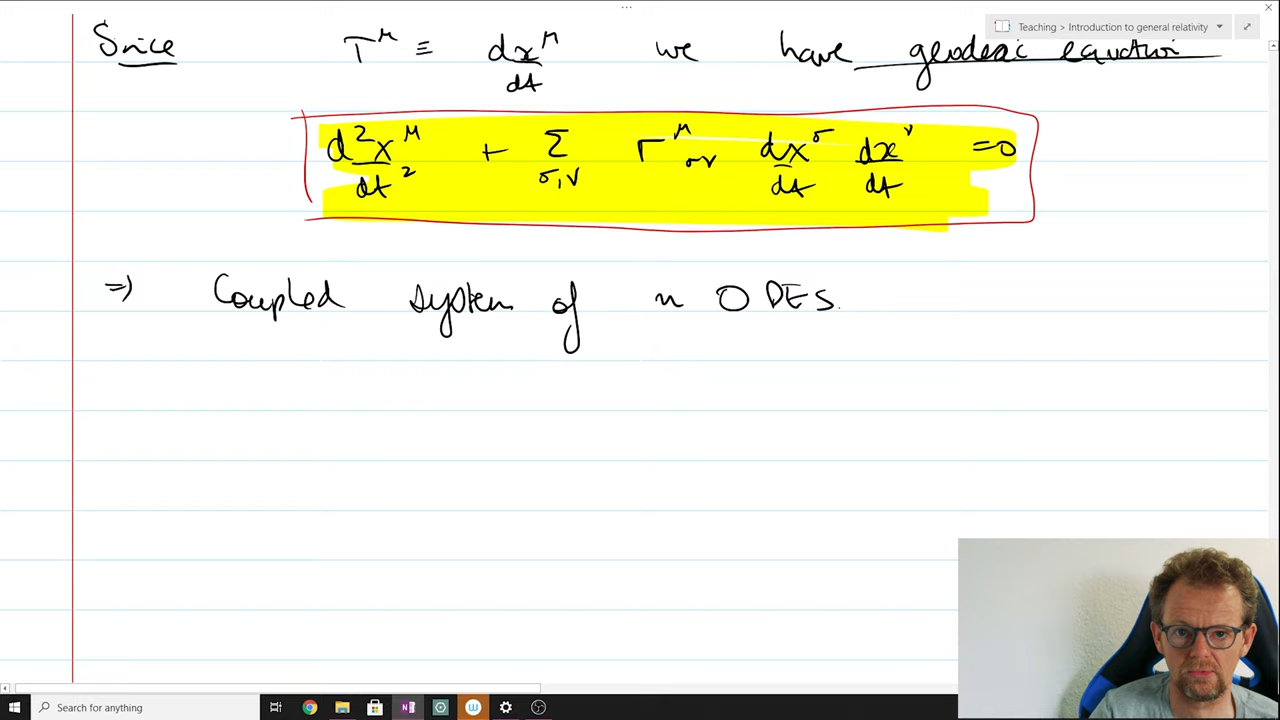 Teaching > Introduction to general relativity
Since T^μ ≡ dx^μ/dt we have geodesic equation
d²x^μ/dt² + Σ_{σ,ν} Γ^μ_{σν} dx^σ/dt dx^ν/dt =0
⇒ Coupled system of n ODES.
Search for anything